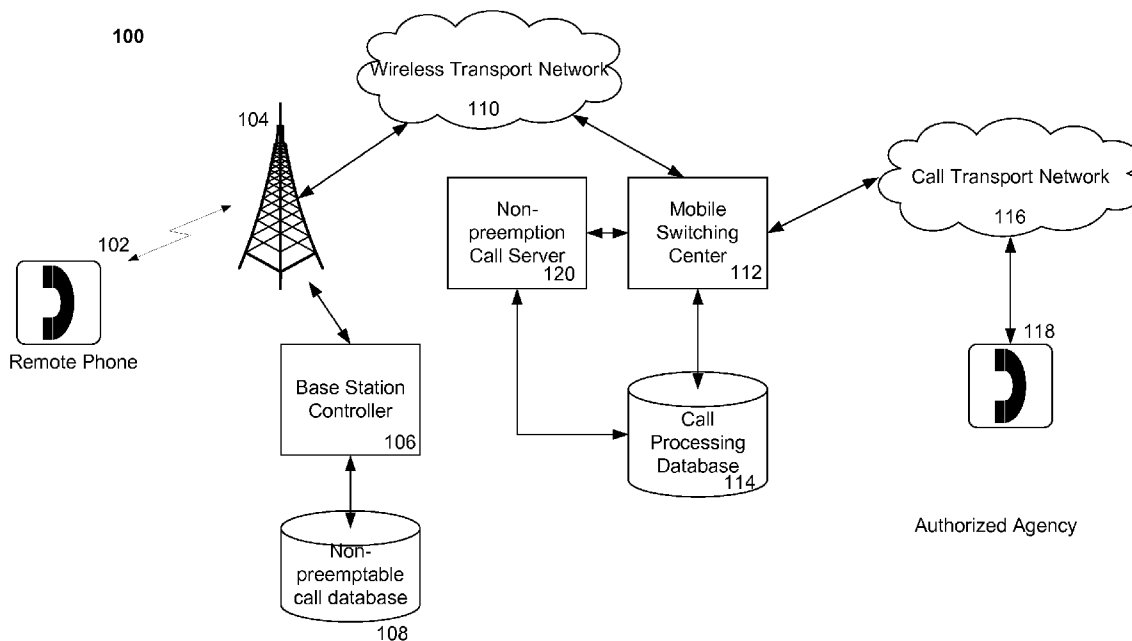 100
Wireless Transport Network
110
104
102
Remote Phone
Non-
preemption
Call Server
120
Mobile
Switching
Center
112
Call Transport Network
116
118
Authorized Agency
Base Station
Controller
106
Call
Processing
Database
114
Non-
preemptable
call database
108